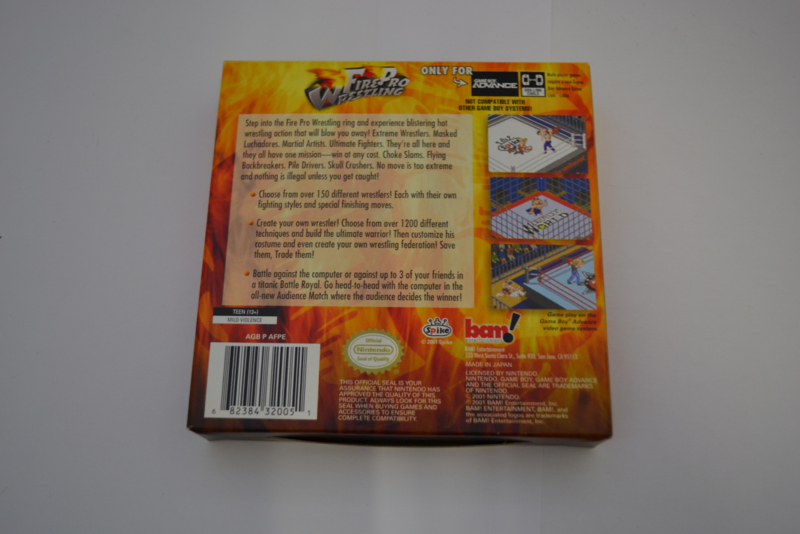 FIRE PRO
WRESTLING
ONLY FOR
GAME BOY
ADVANCE
NOT COMPATIBLE WITH
OTHER GAME BOY SYSTEMS!
Step into the Fire Pro Wrestling ring and experience blistering hot
wrestling action that will blow you away! Extreme Wrestlers. Masked
Luchadores. Martial Artists. Ultimate Fighters. They're all here and
they all have one mission—win at any cost. Choke Slams. Flying
Backbreakers. Pile Drivers. Skull Crushers. No move is too extreme
and nothing is illegal unless you get caught!
• Choose from over 150 different wrestlers! Each with their own
fighting styles and special finishing moves.
• Create your own wrestler! Choose from over 1200 different
techniques and build the ultimate warrior! Then customize his
costume and even create your own wrestling federation! Save
them, Trade them!
• Battle against the computer or against up to 3 of your friends in
a titanic Battle Royal. Go head-to-head with the computer in the
all-new Audience Match where the audience decides the winner!
Game play on the
Game Boy Advance
video game system
TEEN (13+)
MILD VIOLENCE
AGB P AFPE
6 82384 32005 1
Official
Nintendo
Seal of Quality
THIS OFFICIAL SEAL IS YOUR
ASSURANCE THAT NINTENDO HAS
APPROVED THE QUALITY OF THIS
PRODUCT. ALWAYS LOOK FOR THIS
SEAL WHEN BUYING GAMES AND
ACCESSORIES TO ENSURE
COMPLETE COMPATIBILITY.
Spike
© 2001 Spike
bam!
BAM! Entertainment
333 West Santa Clara St., Suite 930, San Jose, CA 95113
MADE IN JAPAN
LICENSED BY NINTENDO.
NINTENDO, GAME BOY, GAME BOY ADVANCE
AND THE OFFICIAL SEAL ARE TRADEMARKS
OF NINTENDO.
© 2001 NINTENDO
© 2001 BAM! Entertainment, Inc.
BAM! ENTERTAINMENT, BAM!, and
the associated logos are trademarks
of BAM! Entertainment, Inc.